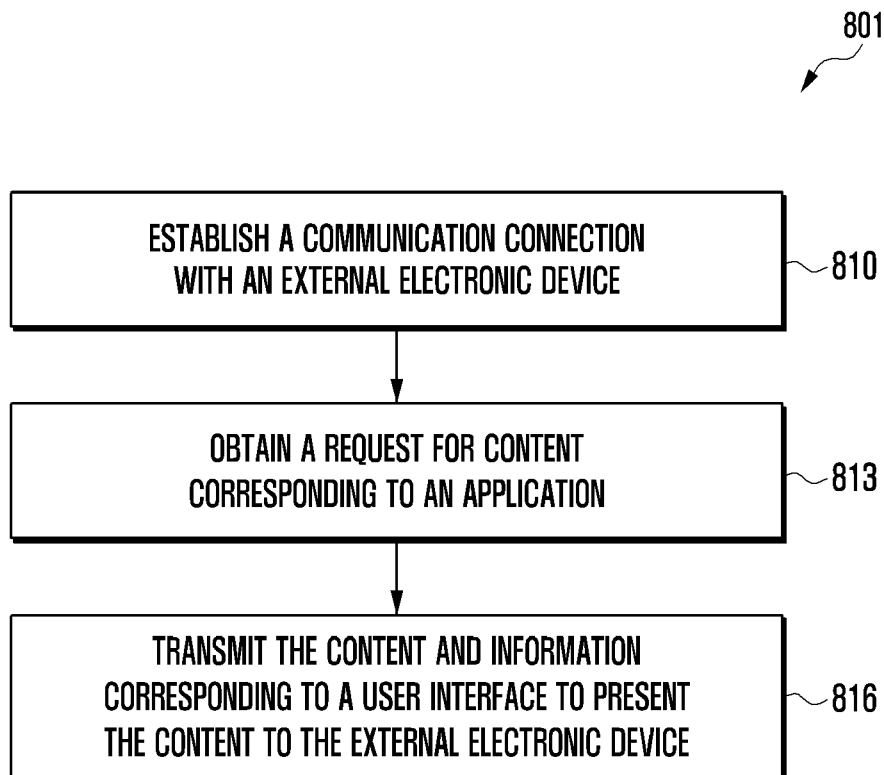 801
ESTABLISH A COMMUNICATION CONNECTION
WITH AN EXTERNAL ELECTRONIC DEVICE
810
OBTAIN A REQUEST FOR CONTENT
CORRESPONDING TO AN APPLICATION
813
TRANSMIT THE CONTENT AND INFORMATION
CORRESPONDING TO A USER INTERFACE TO PRESENT
THE CONTENT TO THE EXTERNAL ELECTRONIC DEVICE
816